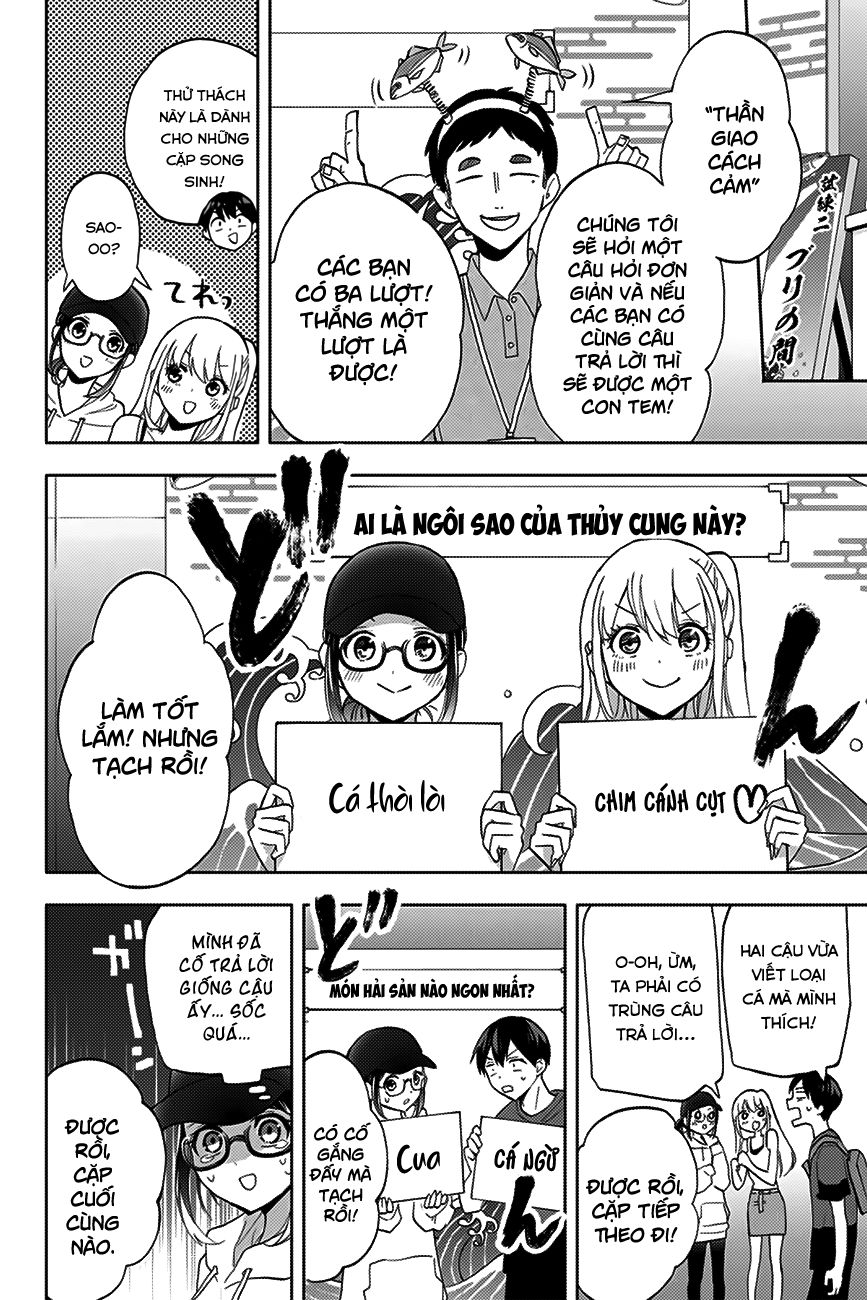 "THẦN
GIAO
CÁCH
CẢM"
試練二
ブリの間
CHÚNG TÔI
SẼ HỎI MỘT
CÂU HỎI ĐƠN
GIẢN VÀ NẾU
CÁC BẠN CÓ
CÙNG CÂU
TRẢ LỜI THÌ
SẼ ĐƯỢC MỘT
CON TEM!
CÁC BẠN
CÓ BA LƯỢT!
THẮNG MỘT
LƯỢT LÀ
ĐƯỢC!
THỬ THÁCH
NÀY LÀ DÀNH
CHO NHỮNG
CẶP SONG
SINH!
SAO-
OO?
てれっ
AI LÀ NGÔI SAO CỦA THỦY CUNG NÀY?
ど゛ん
CHIM CÁNH CỤT
Cá thòi lòi
LÀM TỐT
LẮM! NHƯNG
TẠCH RỒI!
HAI CẬU VỪA
VIẾT LOẠI
CÁ MÀ MÌNH
THÍCH!
O-OH, ỪM,
TA PHẢI CÓ
TRÙNG CÂU
TRẢ LỜI...
ĐƯỢC RỒI,
CẶP TIẾP
THEO ĐI!
MÓN HẢI SẢN NÀO NGON NHẤT?
ど゛ん
CÁ NGỪ
Cua
CÓ CỐ
GẮNG
ĐẤY MÀ
TẠCH
RỒI!
MÌNH ĐÃ
CỐ TRẢ LỜI
GIỐNG CẬU
ẤY... SỐC
QUÁ...
ガーン
ĐƯỢC
RỒI,
CẶP
CUỐI
CÙNG
NÀO.